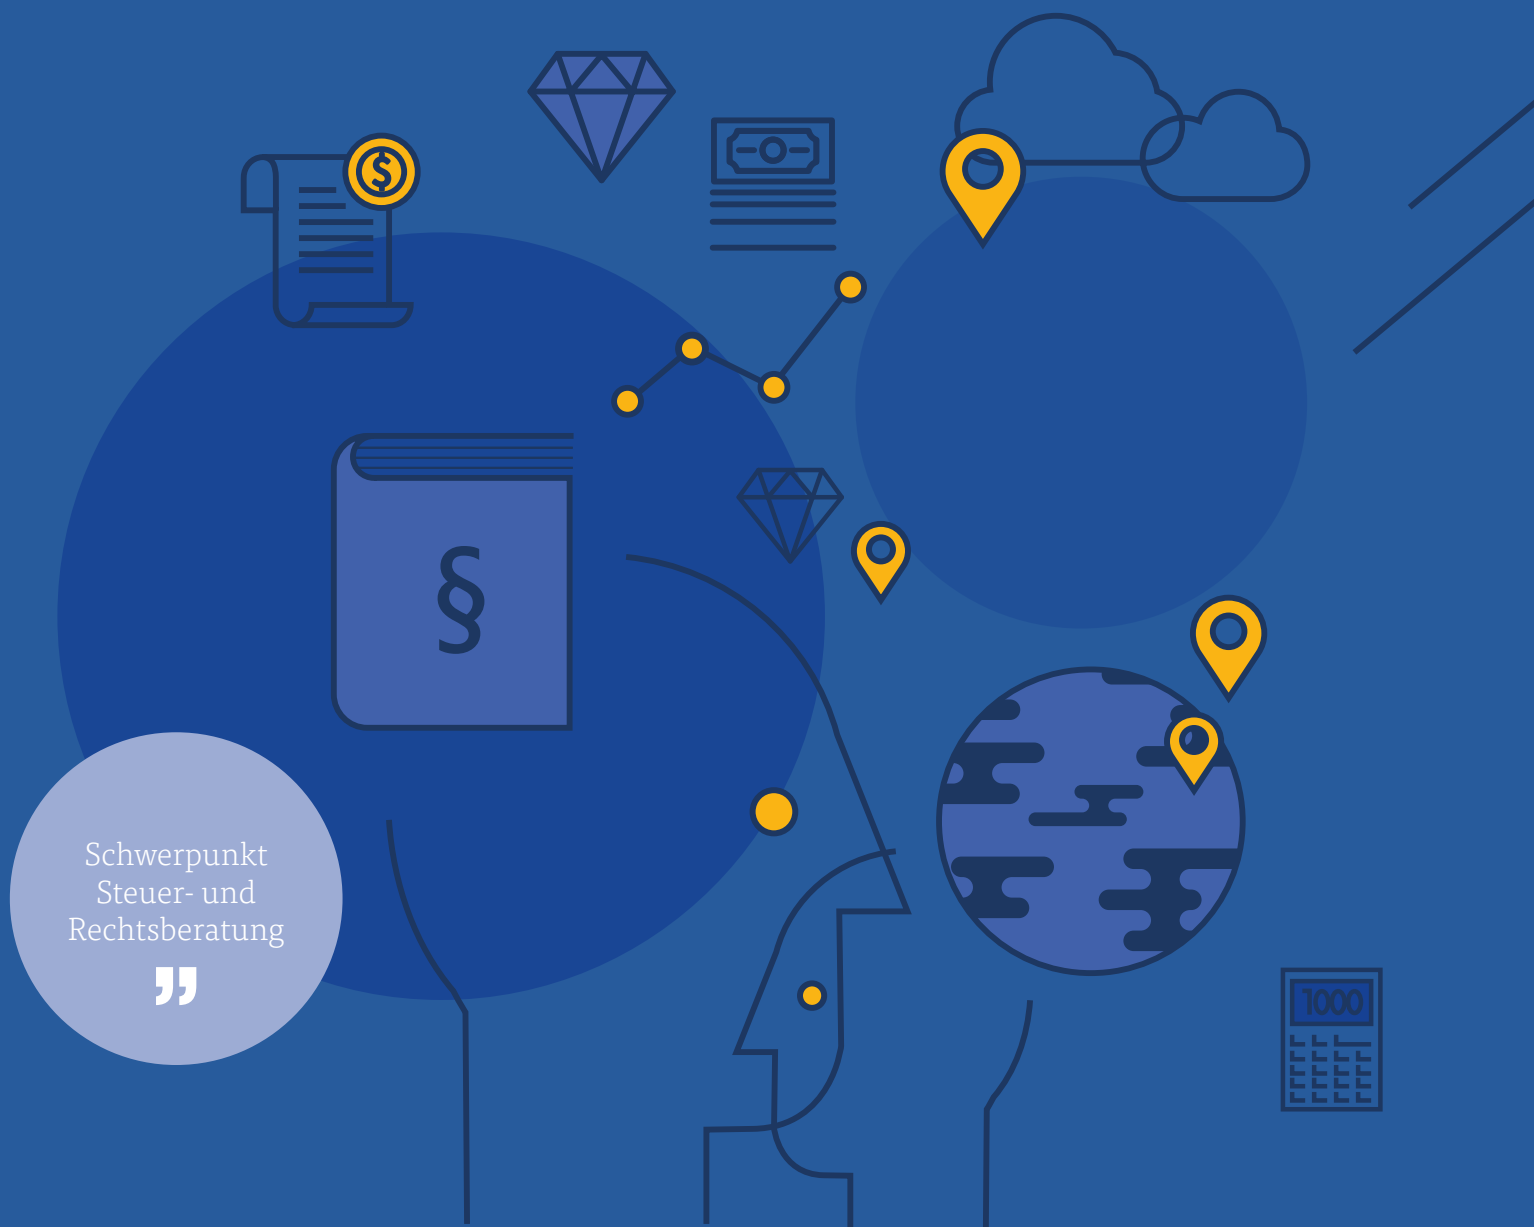 $
§
Schwerpunkt
Steuer- und
Rechtsberatung
”
1000